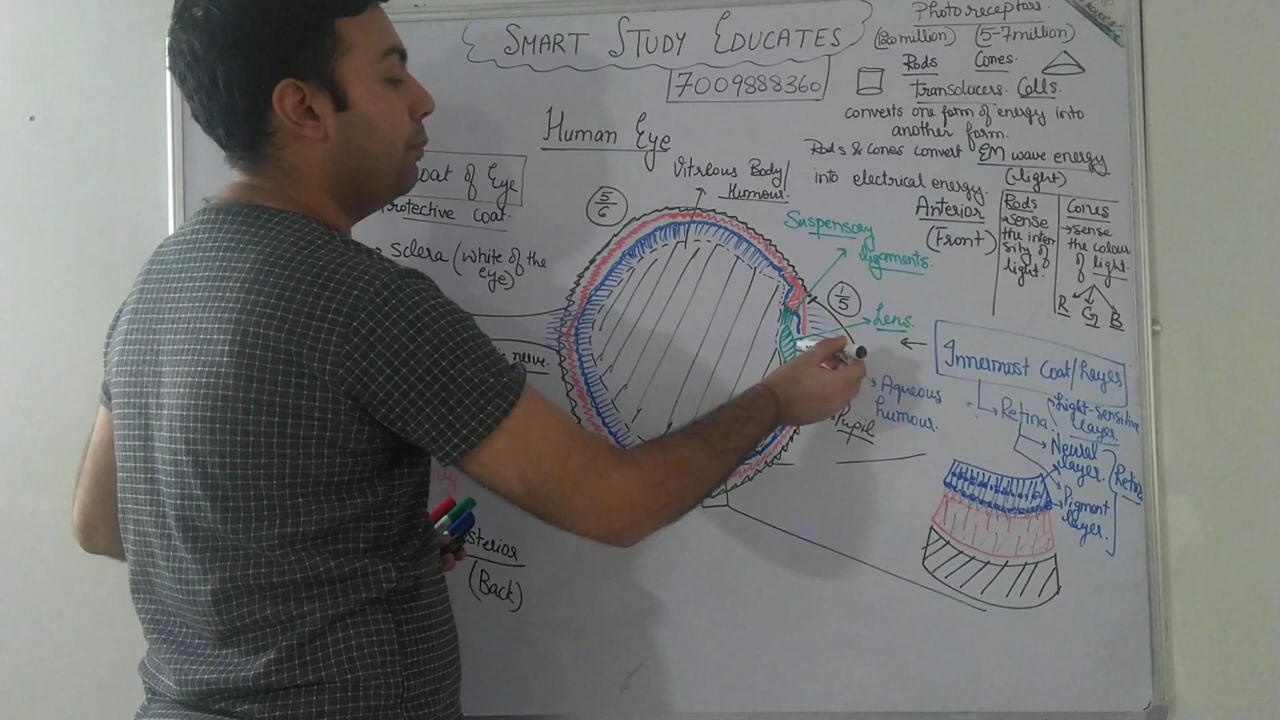 SMART STUDY EDUCATES
7009888360
Human Eye
Photoreceptors.
(120 million) (5-7 million)
Rods Cones.
Transducers. Cells.
converts one form of energy into
another form.
Rods & Cones convert EM wave energy
(light)
into electrical energy.
Coat of Eye
Protective coat.
Sclera (white of the
eye)
nerve.
5/6
Vitreous Body/
Humour.
Suspensory
ligaments.
Anterior
(Front)
Rods
→ sense
the inten
sity of
light.
Cones
→ sense
the colour
of light.
R G B
1/5
Lens.
Aqueous
humour.
Pupil
Innermost Coat/Layer
Retina.
Light-sensitive
layer.
Neural
layer.
Retina
Pigment
layer.
sterior
(Back)